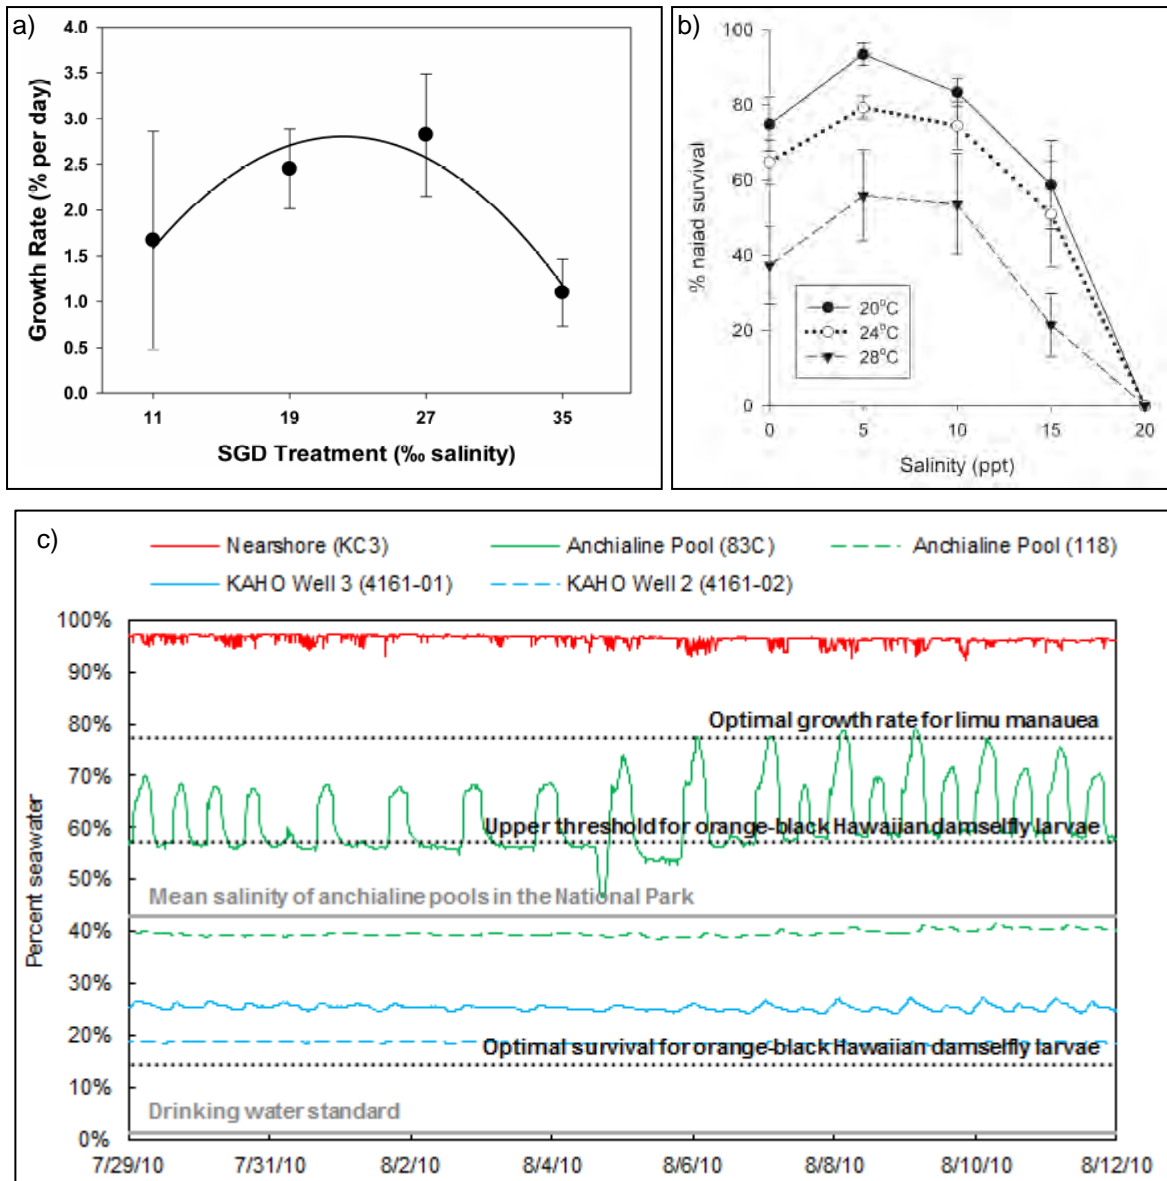 a)
4.0
3.5
3.0
2.5
2.0
1.5
1.0
0.5
0.0
Growth Rate (% per day)
11 19 27 35
SGD Treatment (‰ salinity)
b)
100
80
60
40
20
0
% naiad survival
20°C
24°C
28°C
0 5 10 15 20
Salinity (ppt)
c)
Nearshore (KC3) Anchialine Pool (83C) Anchialine Pool (118)
KAHO Well 3 (4161-01) KAHO Well 2 (4161-02)
100%
90%
80%
70%
60%
50%
40%
30%
20%
10%
0%
Percent seawater
Optimal growth rate for limu manauea
Upper threshold for orange-black Hawaiian damselfly larvae
Mean salinity of anchialine pools in the National Park
Optimal survival for orange-black Hawaiian damselfly larvae
Drinking water standard
7/29/10 7/31/10 8/2/10 8/4/10 8/6/10 8/8/10 8/10/10 8/12/10